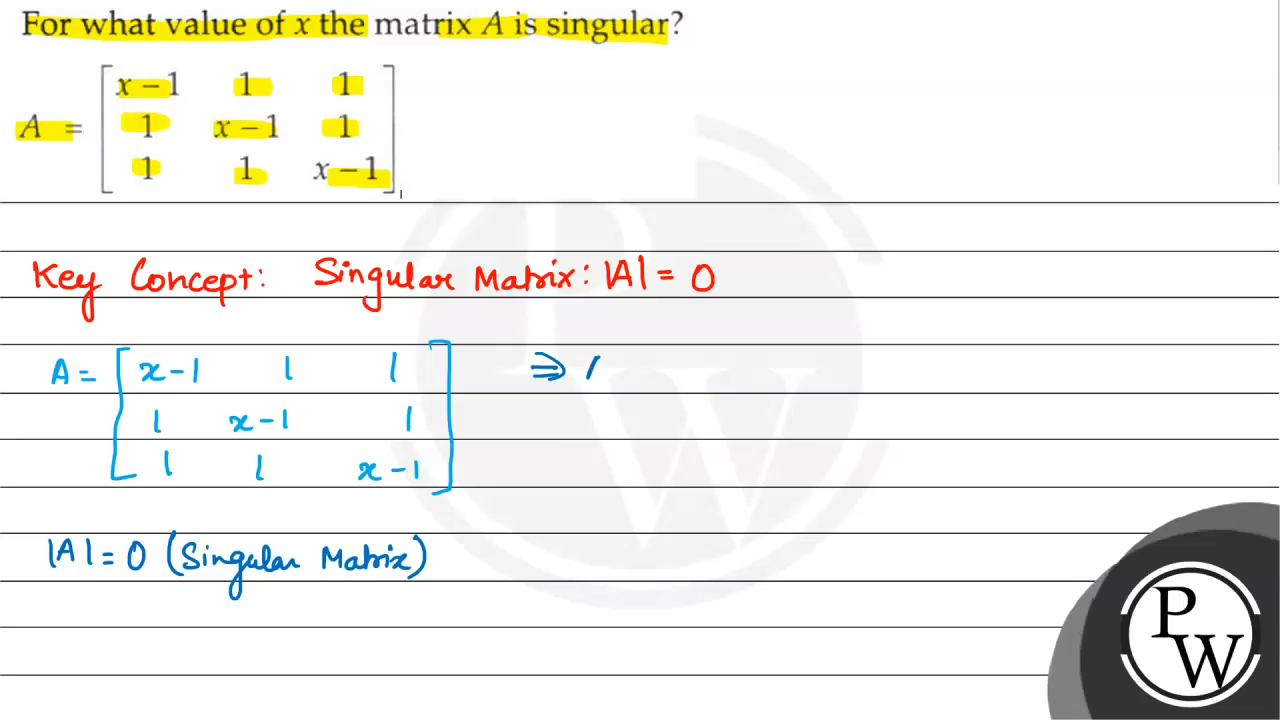 For what value of x the matrix A is singular?
A = [ x – 1 1 1
1 x – 1 1
1 1 x – 1 ]
Key Concept: Singular Matrix: |A| = 0
A = [ x – 1 1 1 ⇒ |
1 x – 1 1
1 1 x – 1 ]
|A| = 0 (Singular Matrix)
PW
PW